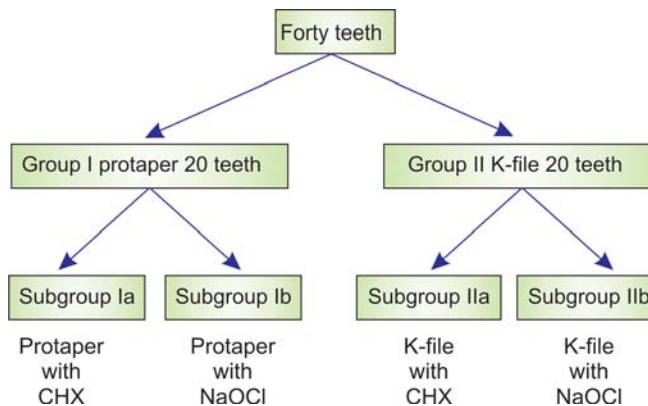 Forty teeth
Group I protaper 20 teeth
Group II K-file 20 teeth
Subgroup Ia
Subgroup Ib
Subgroup IIa
Subgroup IIb
Protaper
with
CHX
Protaper
with
NaOCl
K-file
with
CHX
K-file
with
NaOCl